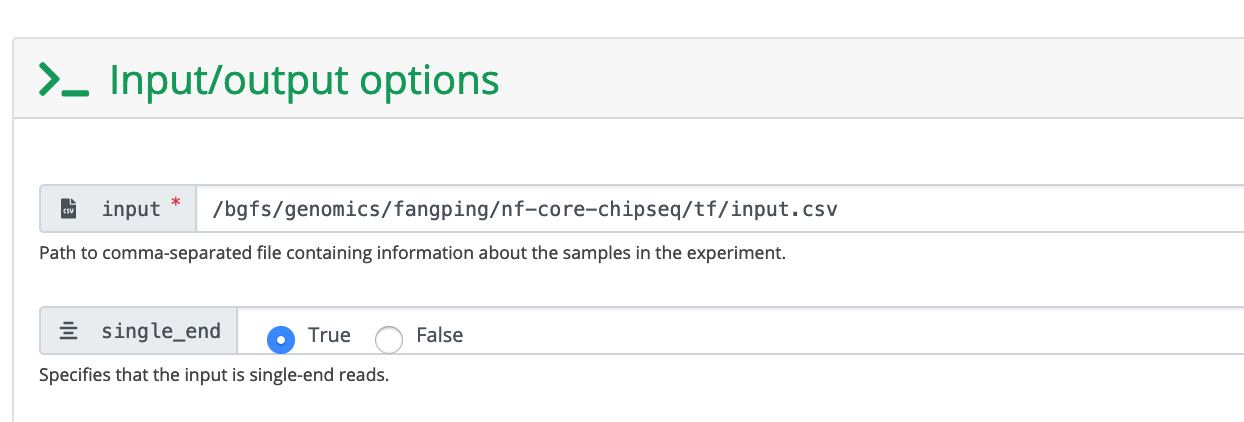 Input/output options
input * /bgfs/genomics/fangping/nf-core-chipseq/tf/input.csv
Path to comma-separated file containing information about the samples in the experiment.
single_end True False
Specifies that the input is single-end reads.